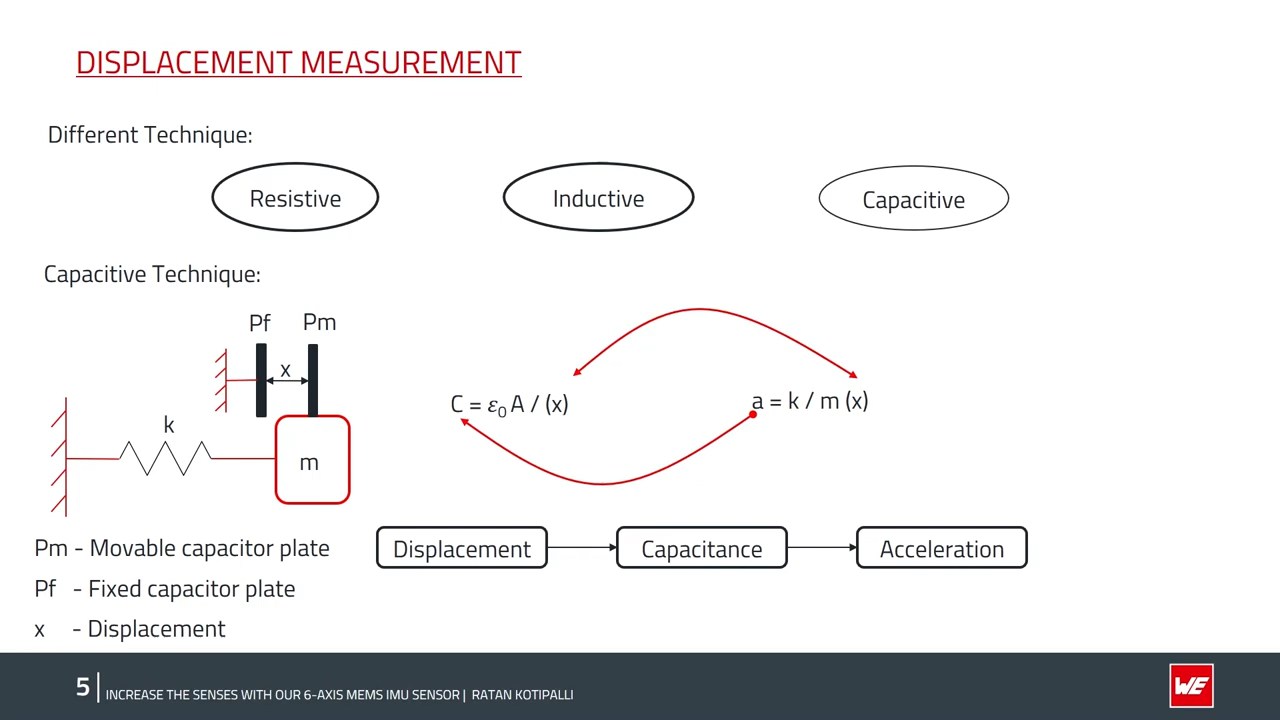 DISPLACEMENT MEASUREMENT
Different Technique:
Resistive
Inductive
Capacitive
Capacitive Technique:
Pf
Pm
x
k
m
C = ε₀ A / (x)
a = k / m (x)
Displacement
Capacitance
Acceleration
Pm - Movable capacitor plate
Pf - Fixed capacitor plate
x - Displacement
5
INCREASE THE SENSES WITH OUR 6-AXIS MEMS IMU SENSOR | RATAN KOTIPALLI
WE